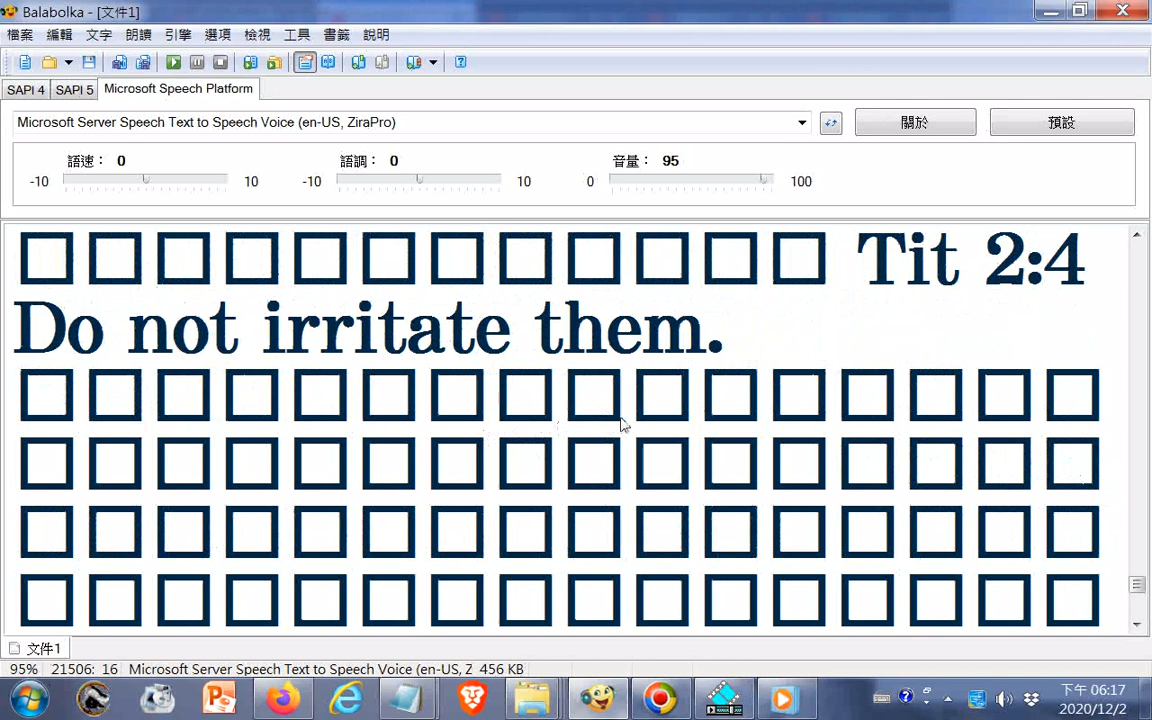 Balabolka - [文件1]
檔案 編輯 文字 朗讀 引擎 選項 檢視 工具 書籤 說明
SAPI 4 SAPI 5 Microsoft Speech Platform
Microsoft Server Speech Text to Speech Voice (en-US, ZiraPro) 關於 預設
語速： 0 語調： 0 音量： 95
-10 10 -10 10 0 100
□□□□□□□□□□□□ Tit 2:4
Do not irritate them.
□□□□□□□□□□□□□□□□
□□□□□□□□□□□□□□□□
□□□□□□□□□□□□□□□□
□□□□□□□□□□□□□□□□
文件1
95% 21506: 16 Microsoft Server Speech Text to Speech Voice (en-US, Z 456 KB
下午 06:17
2020/12/2